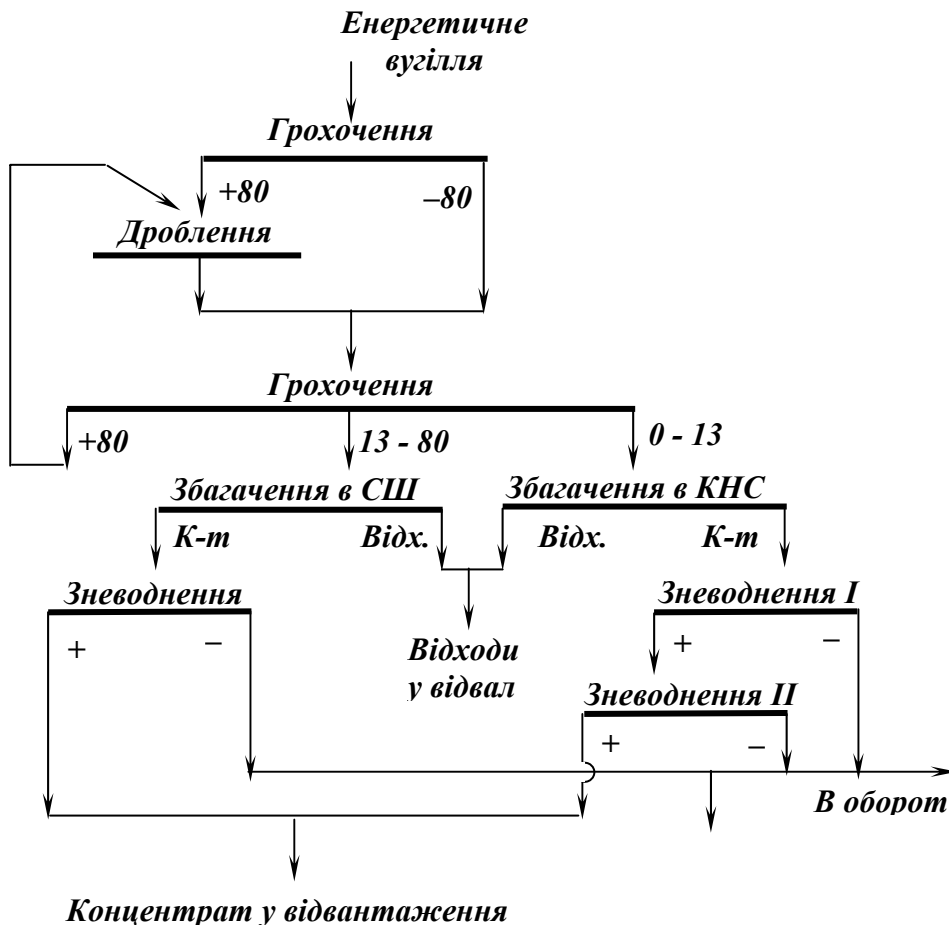 Енергетичне
вугілля
Грохочення
+80
–80
Дроблення
Грохочення
+80
13 - 80
0 - 13
Збагачення в СШ
Збагачення в КНС
К-т
Відх.
Відх.
К-т
Зневоднення
Зневоднення I
+
–
+
–
Відходи
у відвал
Зневоднення II
+
–
В оборот
Концентрат у відвантаження